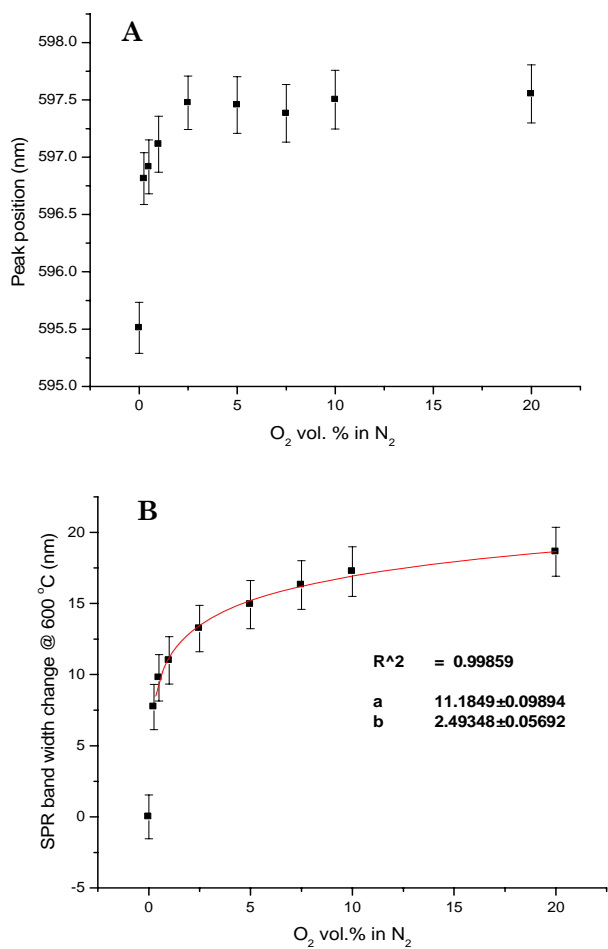 A
598.0
597.5
597.0
596.5
596.0
595.5
595.0
Peak position (nm)
0 5 10 15 20
O₂ vol. % in N₂
B
20
15
10
5
0
-5
SPR band width change @ 600 °C (nm)
R^2 = 0.99859
a 11.1849±0.09894
b 2.49348±0.05692
0 5 10 15 20
O₂ vol.% in N₂